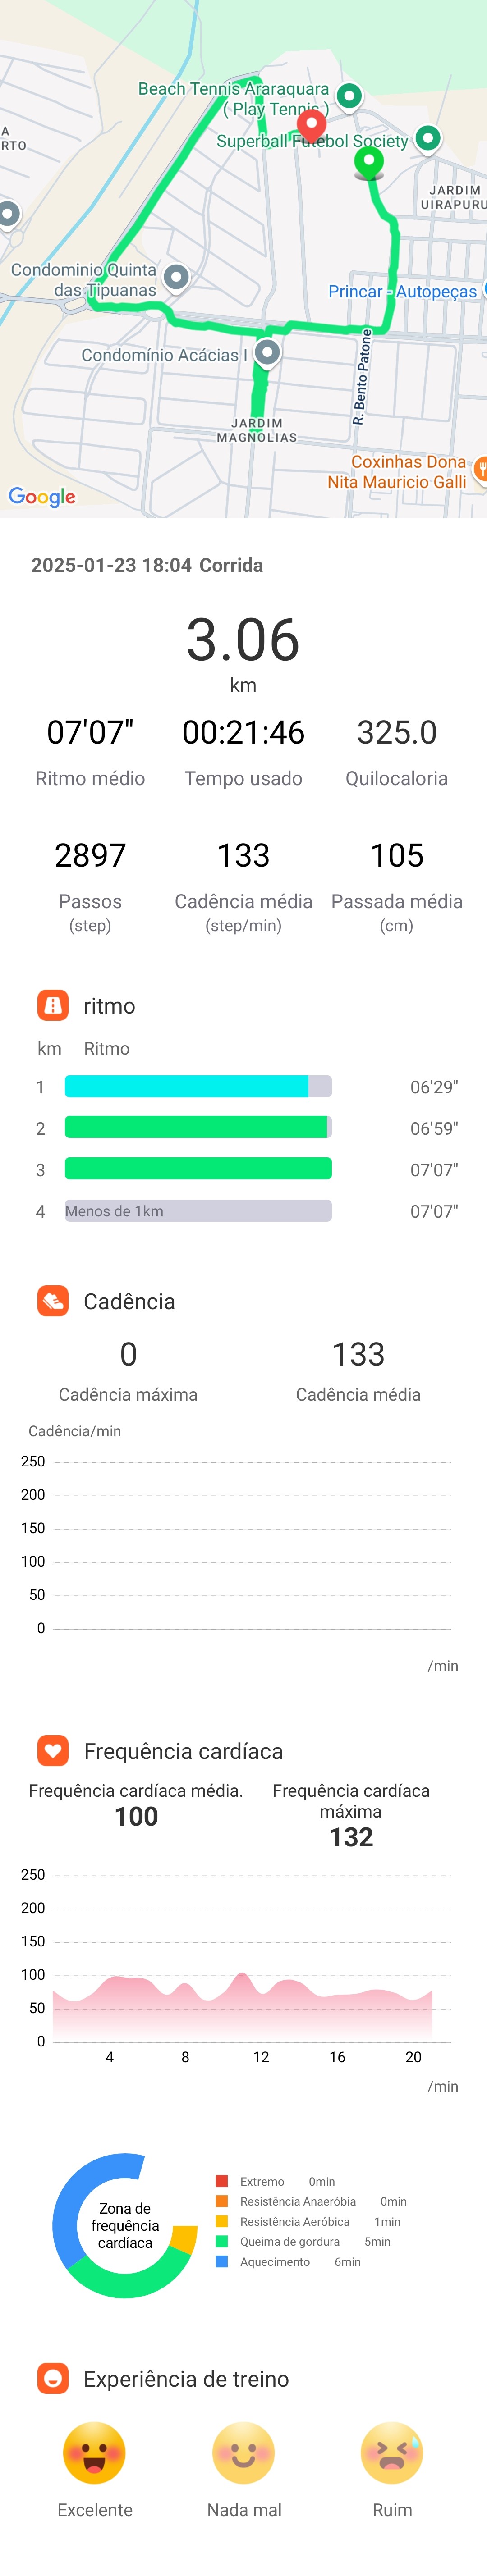 Beach Tennis Araraquara
( Play Tennis )
Superball Futebol Society
A
RTO
JARDIM
UIRAPURU
Condominio Quinta
das Tipuanas
Princar - Autopeças
Condomínio Acácias I
R. Bento Patone
JARDIM
MAGNOLIAS
Coxinhas Dona
Nita Mauricio Galli
Google
2025-01-23 18:04 Corrida
3.06
km
07'07" 00:21:46 325.0
Ritmo médio Tempo usado Quilocaloria
2897 133 105
Passos Cadência média Passada média
(step) (step/min) (cm)
ritmo
km Ritmo
1 06'29"
2 06'59"
3 07'07"
4 Menos de 1km 07'07"
Cadência
0 133
Cadência máxima Cadência média
Cadência/min
250
200
150
100
50
0
/min
Frequência cardíaca
Frequência cardíaca média. Frequência cardíaca
máxima
100 132
250
200
150
100
50
0
4 8 12 16 20
/min
Zona de
frequência
cardíaca
Extremo 0min
Resistência Anaeróbia 0min
Resistência Aeróbica 1min
Queima de gordura 5min
Aquecimento 6min
Experiência de treino
Excelente Nada mal Ruim